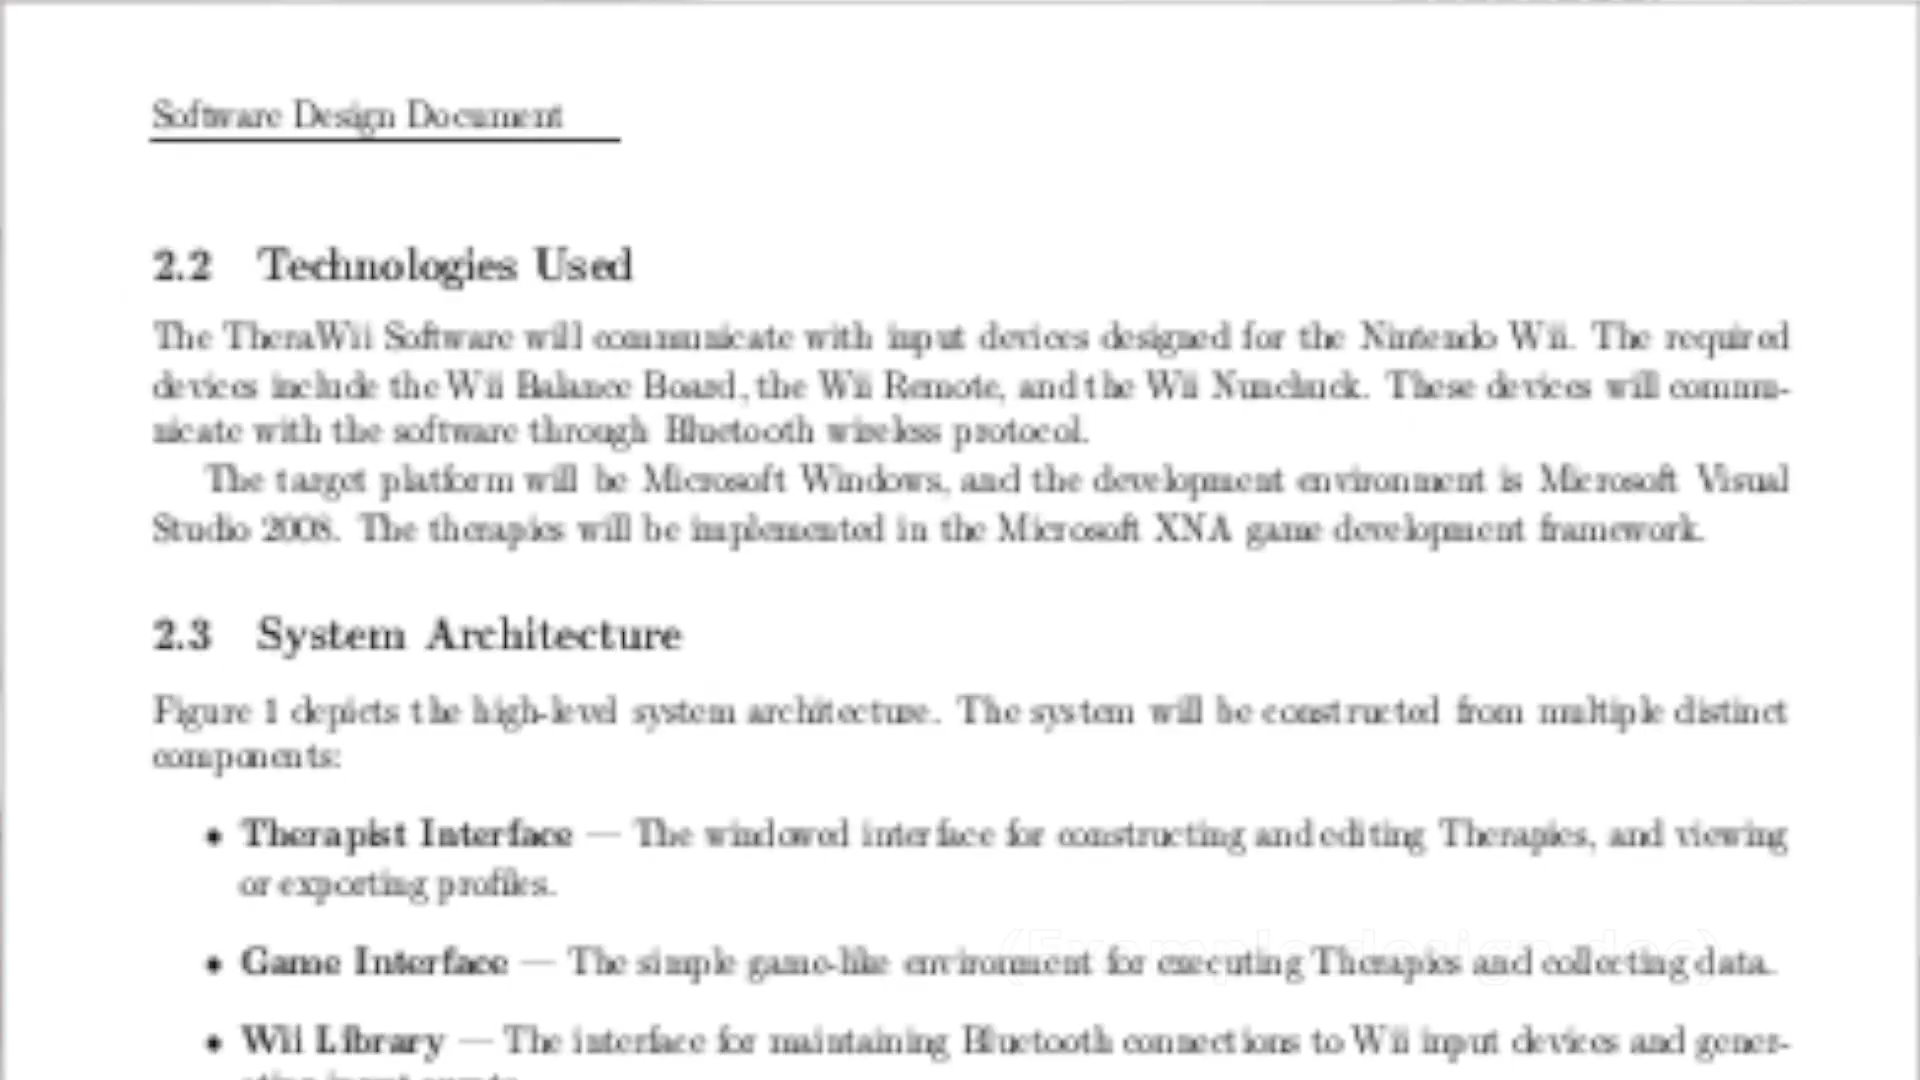 Software Design Document
2.2 Technologies Used
The TheraWii Software will communicate with input devices designed for the Nintendo Wii. The required
devices include the Wii Balance Board, the Wii Remote, and the Wii Nunchuck. These devices will commu-
nicate with the software through Bluetooth wireless protocol.
The target platform will be Microsoft Windows, and the development environment is Microsoft Visual
Studio 2008. The therapies will be implemented in the Microsoft XNA game development framework.
2.3 System Architecture
Figure 1 depicts the high-level system architecture. The system will be constructed from multiple distinct
components:
• Therapist Interface — The windowed interface for constructing and editing Therapies, and viewing
or exporting profiles.
(Example design doc)
• Game Interface — The simple game-like environment for executing Therapies and collecting data.
• Wii Library — The interface for maintaining Bluetooth connections to Wii input devices and gener-
ating input events.